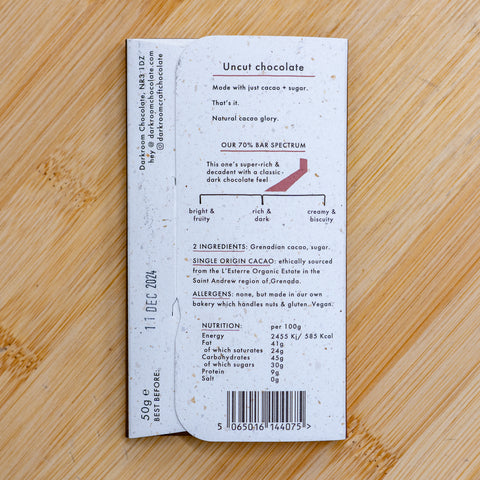 Uncut chocolate
Made with just cacao + sugar.
That's it.
Natural cacao glory.
OUR 70% BAR SPECTRUM
This one's super-rich &
decadent with a classic-
dark chocolate feel
bright &
fruity
rich &
dark
creamy &
biscuity
2 INGREDIENTS: Grenadian cacao, sugar.
SINGLE ORIGIN CACAO: ethically sourced
from the L'Esterre Organic Estate in the
Saint Andrew region of Grenada.
ALLERGENS: none, but made in our own
bakery which handles nuts & gluten. Vegan.
NUTRITION: per 100g
Energy 2455 Kj/ 585 Kcal
Fat 41g
of which saturates 24g
Carbohydrates 45g
of which sugars 30g
Protein 9g
Salt 0g
5 065016 144075 >
Darkroom Chocolate, NR3 1DZ
hey @ darkroomchocolate.com
darkroomcraftchocolate
50g e
BEST BEFORE:
11 DEC 2024